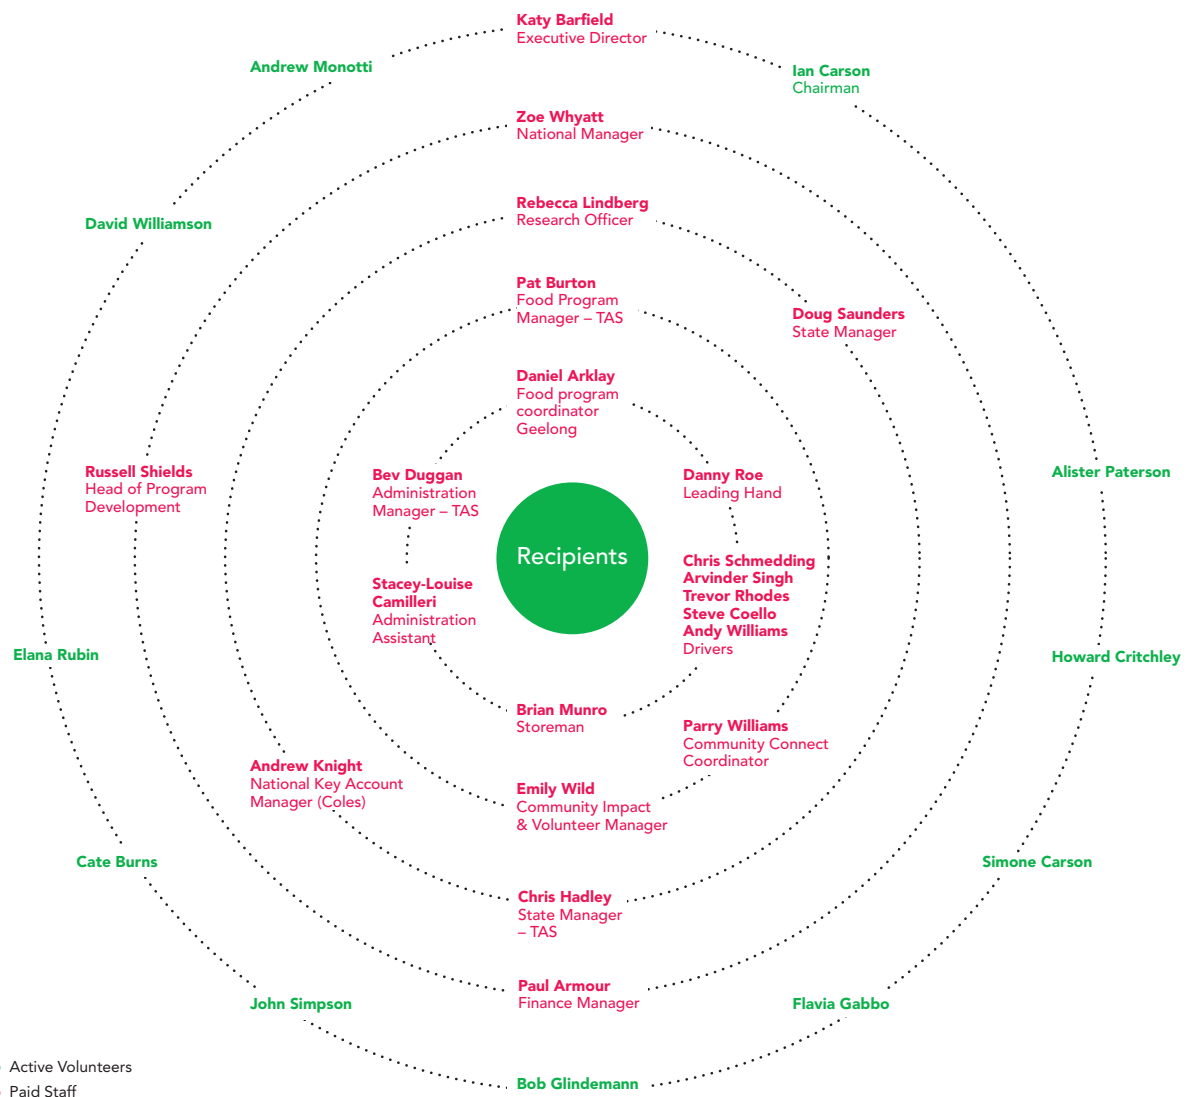 Katy Barfield
Executive Director
Andrew Monotti
Ian Carson
Chairman
Zoe Whyatt
National Manager
Rebecca Lindberg
Research Officer
David Williamson
Pat Burton
Food Program
Manager – TAS
Doug Saunders
State Manager
Daniel Arklay
Food program
coordinator
Geelong
Russell Shields
Head of Program
Development
Bev Duggan
Administration
Manager – TAS
Danny Roe
Leading Hand
Alister Paterson
Recipients
Stacey-Louise
Camilleri
Administration
Assistant
Chris Schmedding
Arvinder Singh
Trevor Rhodes
Steve Coello
Andy Williams
Drivers
Elana Rubin
Howard Critchley
Brian Munro
Storeman
Parry Williams
Community Connect
Coordinator
Andrew Knight
National Key Account
Manager (Coles)
Emily Wild
Community Impact
& Volunteer Manager
Cate Burns
Simone Carson
Chris Hadley
State Manager
– TAS
Paul Armour
Finance Manager
John Simpson
Flavia Gabbo
Bob Glindemann
Active Volunteers
Paid Staff